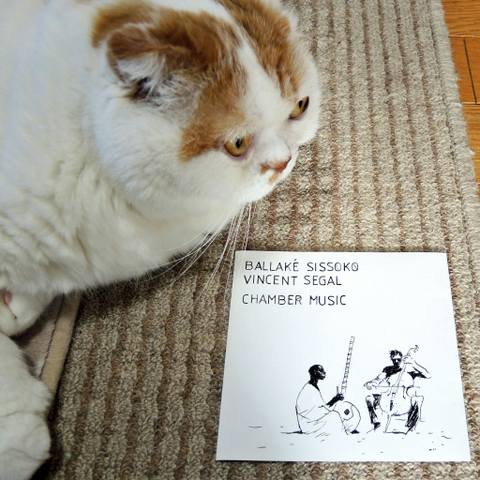 BALLAKÉ SISSOKO
VINCENT SEGAL
CHAMBER MUSIC